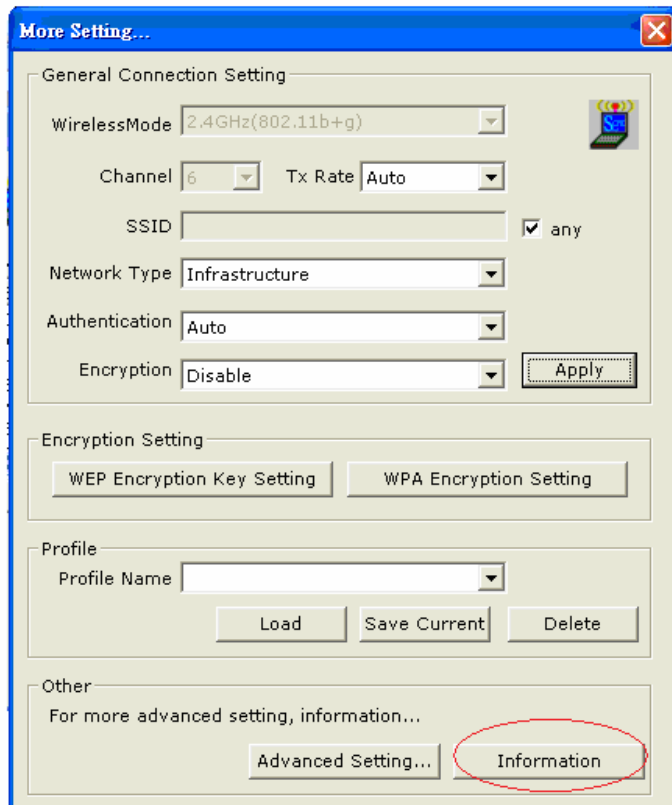 More Setting...
General Connection Setting
WirelessMode 2.4GHz(802.11b+g)
Channel 6 Tx Rate Auto
SSID any
Network Type Infrastructure
Authentication Auto
Encryption Disable Apply
Encryption Setting
WEP Encryption Key Setting WPA Encryption Setting
Profile
Profile Name
Load Save Current Delete
Other
For more advanced setting, information...
Advanced Setting... Information